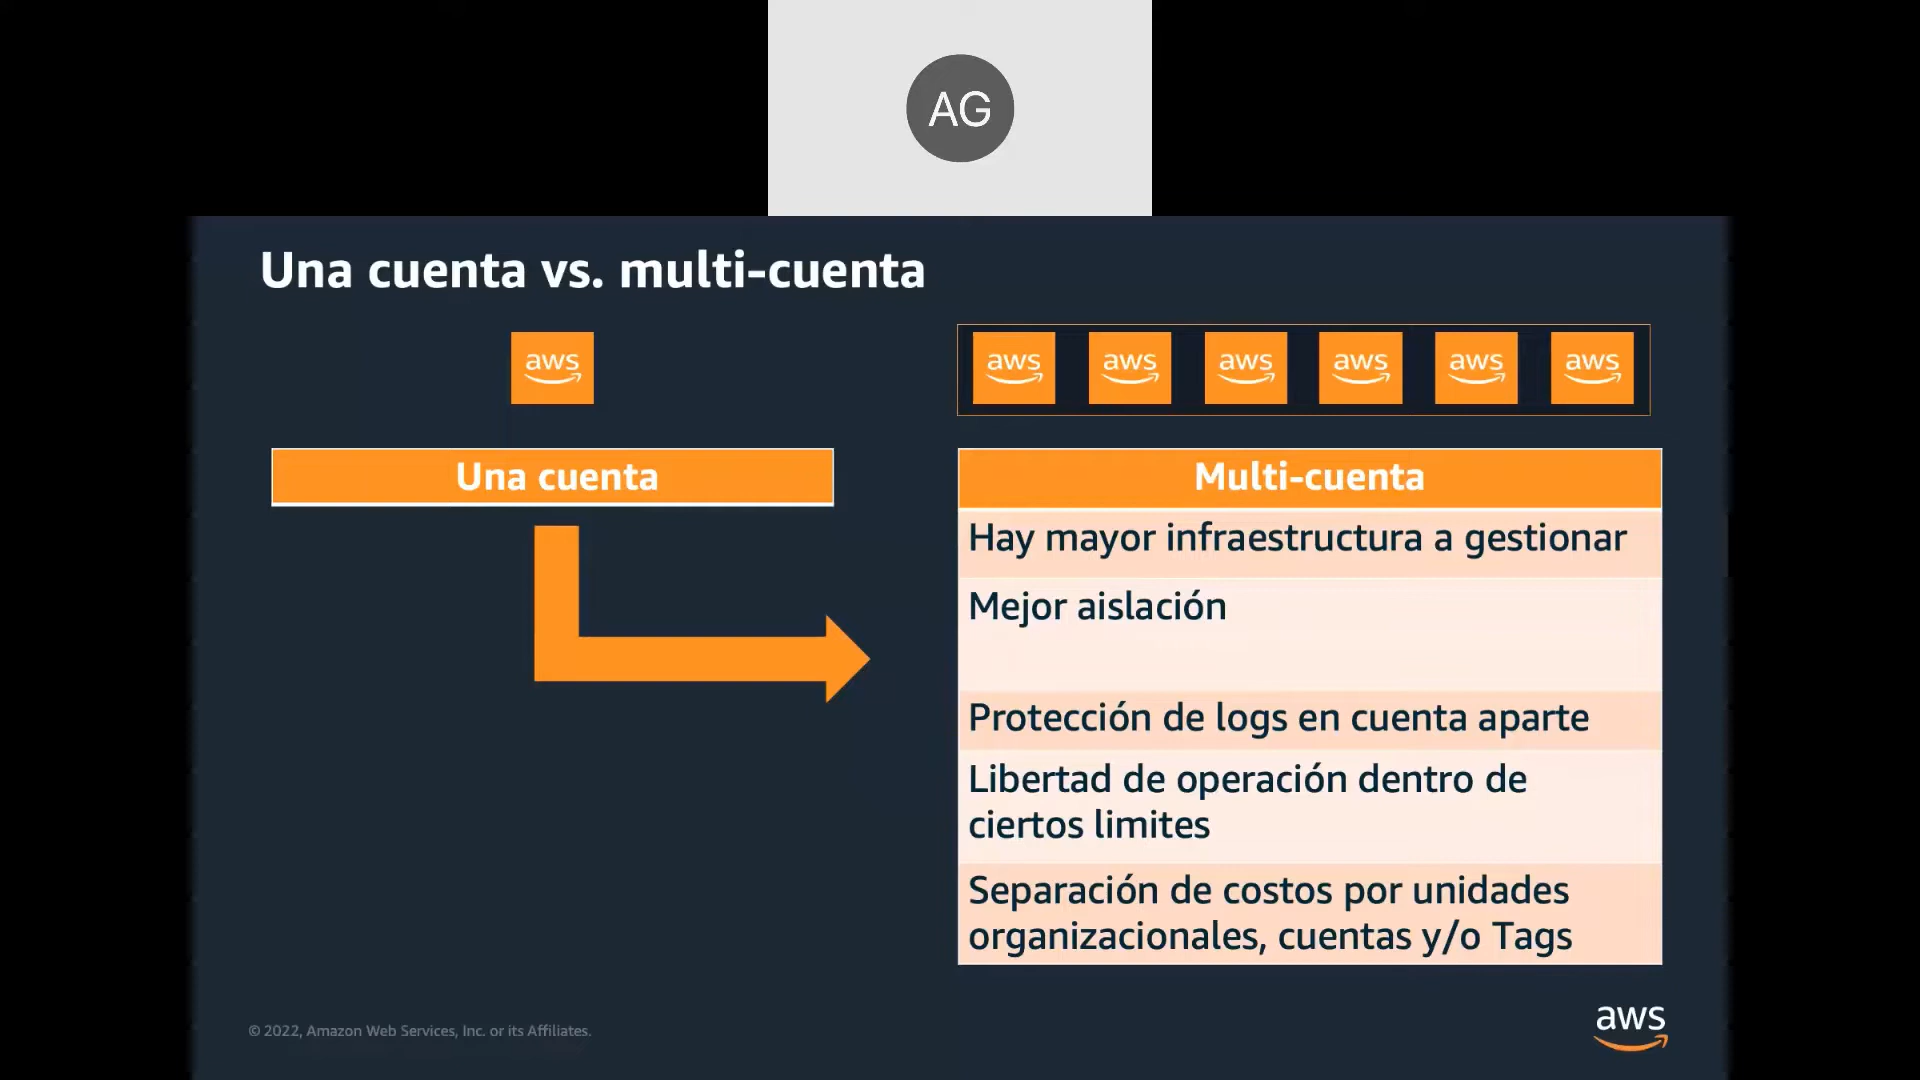 AG
Una cuenta vs. multi-cuenta
aws
aws aws aws aws aws aws
Una cuenta
Multi-cuenta
Hay mayor infraestructura a gestionar
Mejor aislación
Protección de logs en cuenta aparte
Libertad de operación dentro de
ciertos limites
Separación de costos por unidades
organizacionales, cuentas y/o Tags
© 2022, Amazon Web Services, Inc. or its Affiliates.
aws